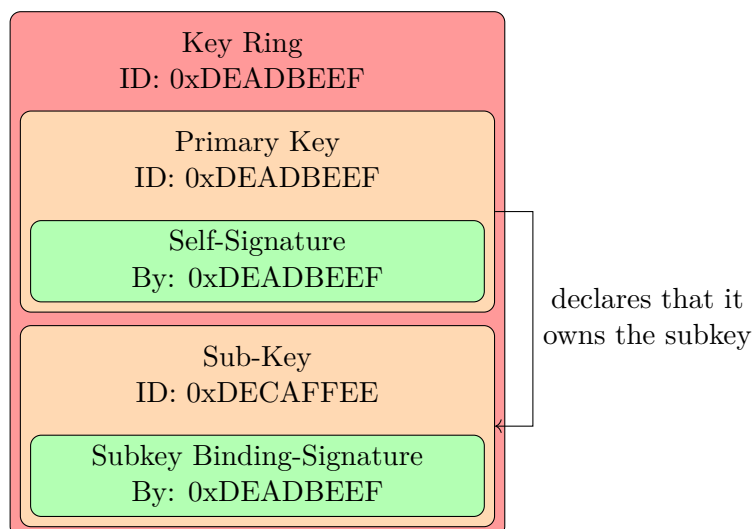 Key Ring
ID: 0xDEADBEEF
Primary Key
ID: 0xDEADBEEF
Self-Signature
By: 0xDEADBEEF
declares that it
owns the subkey
Sub-Key
ID: 0xDECAFFEE
Subkey Binding-Signature
By: 0xDEADBEEF